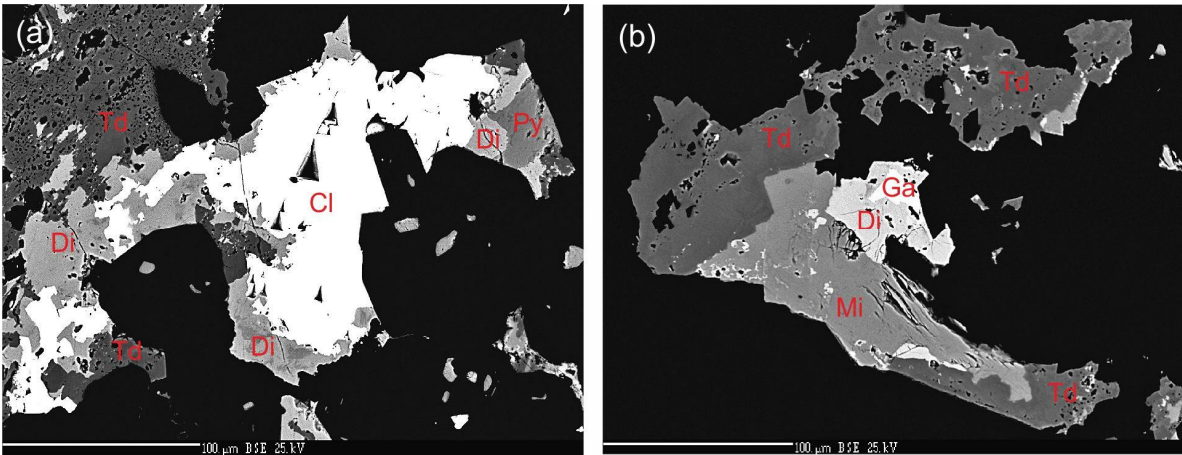 (a)
Td
Py
Di
Cl
Di
Td
Di
100.µm BSE 25.kV
(b)
Td
Td
Ga
Di
Mi
Td
100.µm BSE 25.kV